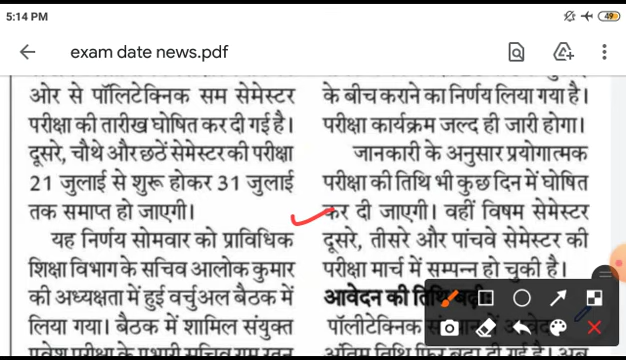 5:14 PM
49
exam date news.pdf
ओर से पॉलिटेक्निक सम सेमेस्टर
परीक्षा की तारीख घोषित कर दी गई है।
दूसरे, चौथे और छठें सेमेस्टर की परीक्षा
21 जुलाई से शुरू होकर 31 जुलाई
तक समाप्त हो जाएगी।
यह निर्णय सोमवार को प्राविधिक
शिक्षा विभाग के सचिव आलोक कुमार
की अध्यक्षता में हुई वर्चुअल बैठक में
लिया गया। बैठक में शामिल संयुक्त
के बीच कराने का निर्णय लिया गया है।
परीक्षा कार्यक्रम जल्द ही जारी होगा।
जानकारी के अनुसार प्रयोगात्मक
परीक्षा की तिथि भी कुछ दिन में घोषित
कर दी जाएगी। वहीं विषम सेमेस्टर
दूसरे, तीसरे और पांचवे सेमेस्टर की
परीक्षा मार्च में सम्पन्न हो चुकी है।
आवेदन की तिथि बढ़ी:
पॉलीटेक्निक